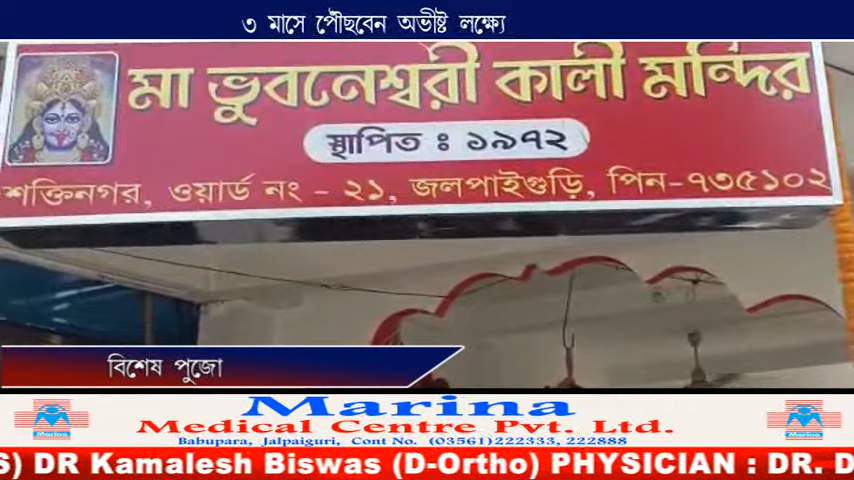 ৩ মাসে পৌঁছবেন অভীষ্ট লক্ষ্যে
মা ভুবনেশ্বরী কালী মন্দির
স্থাপিত : ১৯৭২
শক্তিনগর, ওয়ার্ড নং - ২১, জলপাইগুড়ি, পিন-৭৩৫১০২
বিশেষ পুজো
Marina
Medical Centre Pvt. Ltd.
Babupara, Jalpaiguri, Cont No. (03561)222333, 222888
S) DR Kamalesh Biswas (D-Ortho) PHYSICIAN : DR. D